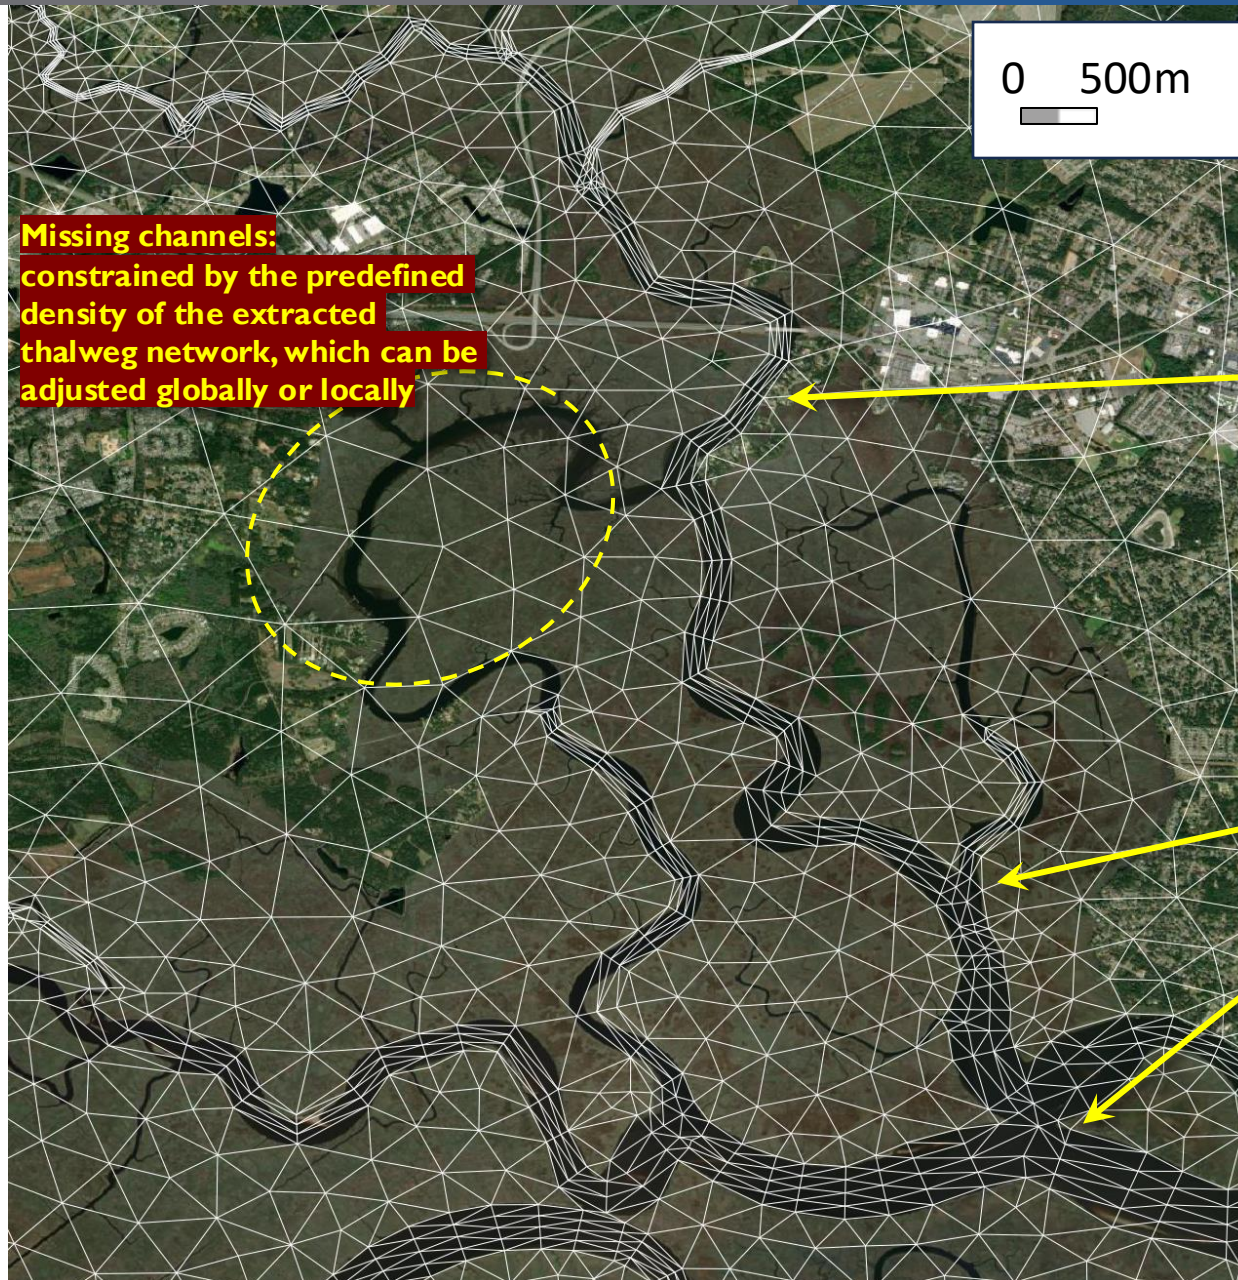 0 500m
Missing channels:
constrained by the predefined
density of the extracted
thalweg network, which can be
adjusted globally or locally